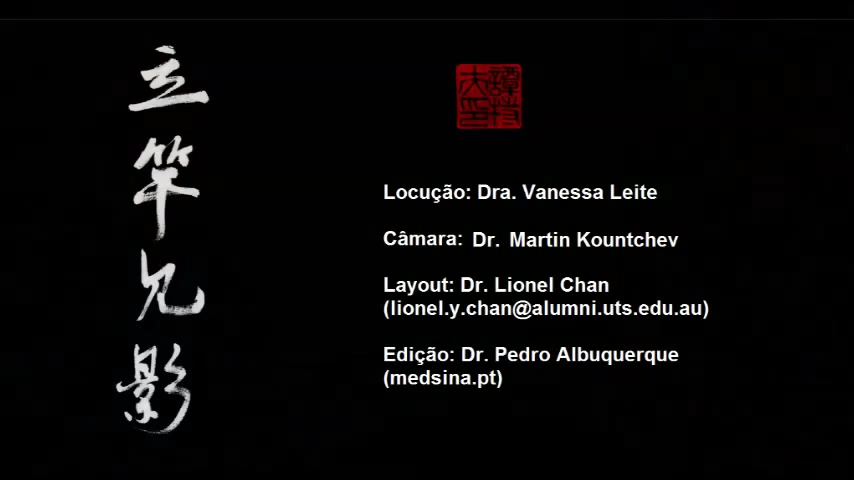 立竿见影
Locução: Dra. Vanessa Leite
Câmara: Dr. Martin Kountchev
Layout: Dr. Lionel Chan
(lionel.y.chan@alumni.uts.edu.au)
Edição: Dr. Pedro Albuquerque
(medsina.pt)